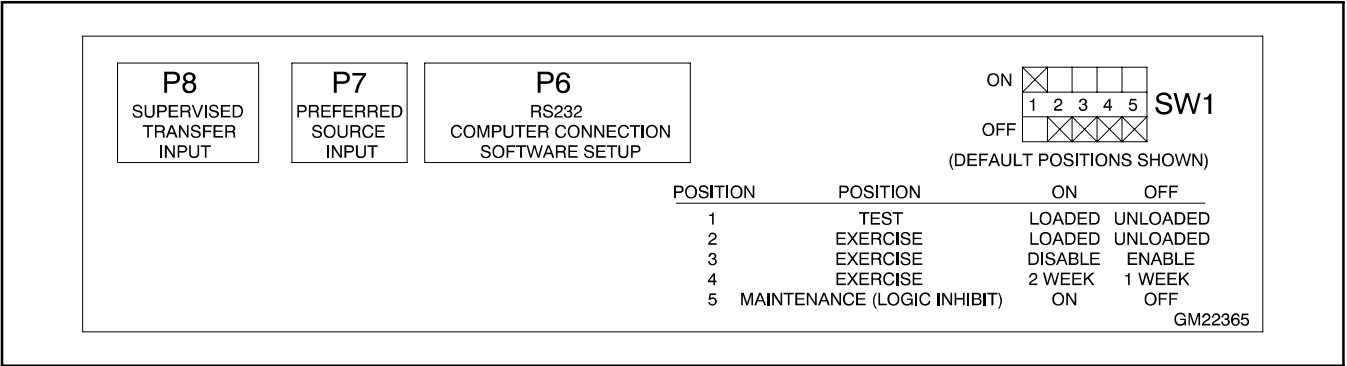 P8
SUPERVISED
TRANSFER
INPUT
P7
PREFERRED
SOURCE
INPUT
P6
RS232
COMPUTER CONNECTION
SOFTWARE SETUP
ON
1 2 3 4 5
SW1
OFF
(DEFAULT POSITIONS SHOWN)
POSITION POSITION ON OFF
1 TEST LOADED UNLOADED
2 EXERCISE LOADED UNLOADED
3 EXERCISE DISABLE ENABLE
4 EXERCISE 2 WEEK 1 WEEK
5 MAINTENANCE (LOGIC INHIBIT) ON OFF
GM22365